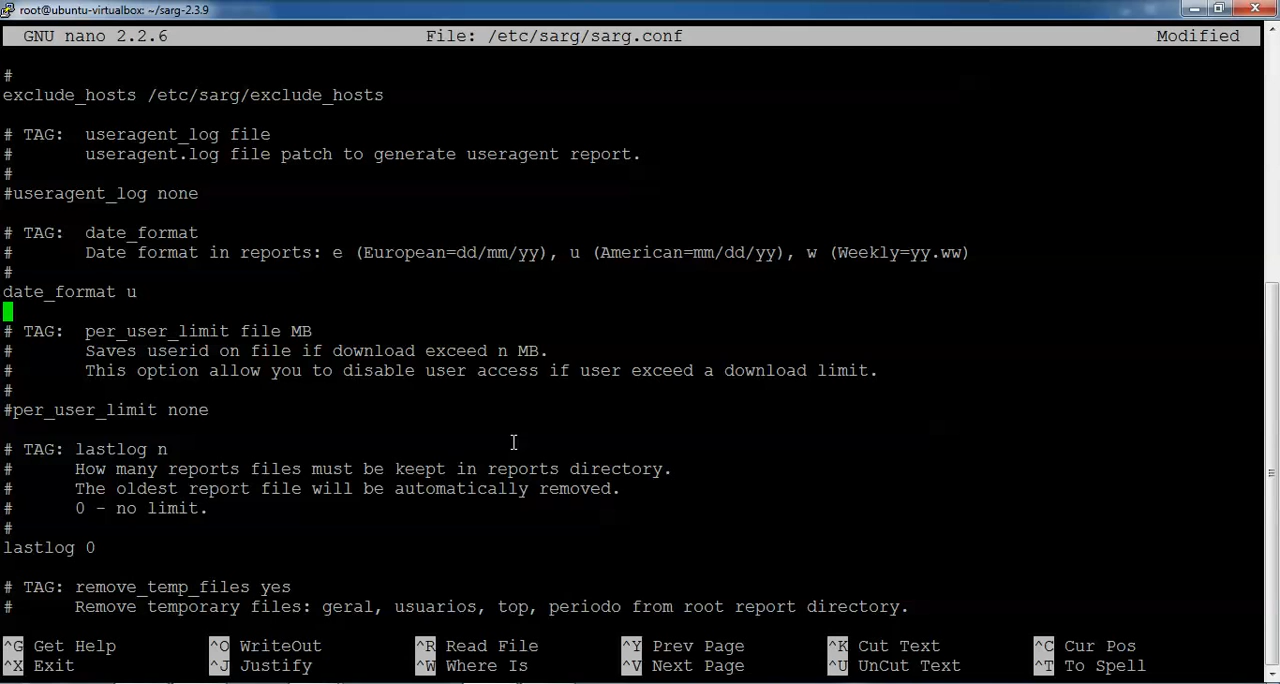 root@ubuntu-virtualbox: ~/sarg-2.3.9
GNU nano 2.2.6 File: /etc/sarg/sarg.conf Modified
#
exclude_hosts /etc/sarg/exclude_hosts
# TAG: useragent_log file
# useragent.log file patch to generate useragent report.
#
#useragent_log none
# TAG: date_format
# Date format in reports: e (European=dd/mm/yy), u (American=mm/dd/yy), w (Weekly=yy.ww)
#
date_format u
# TAG: per_user_limit file MB
# Saves userid on file if download exceed n MB.
# This option allow you to disable user access if user exceed a download limit.
#
#per_user_limit none
# TAG: lastlog n
# How many reports files must be keept in reports directory.
# The oldest report file will be automatically removed.
# 0 - no limit.
#
lastlog 0
# TAG: remove_temp_files yes
# Remove temporary files: geral, usuarios, top, periodo from root report directory.
^G Get Help ^O WriteOut ^R Read File ^Y Prev Page ^K Cut Text ^C Cur Pos
^X Exit ^J Justify ^W Where Is ^V Next Page ^U UnCut Text ^T To Spell